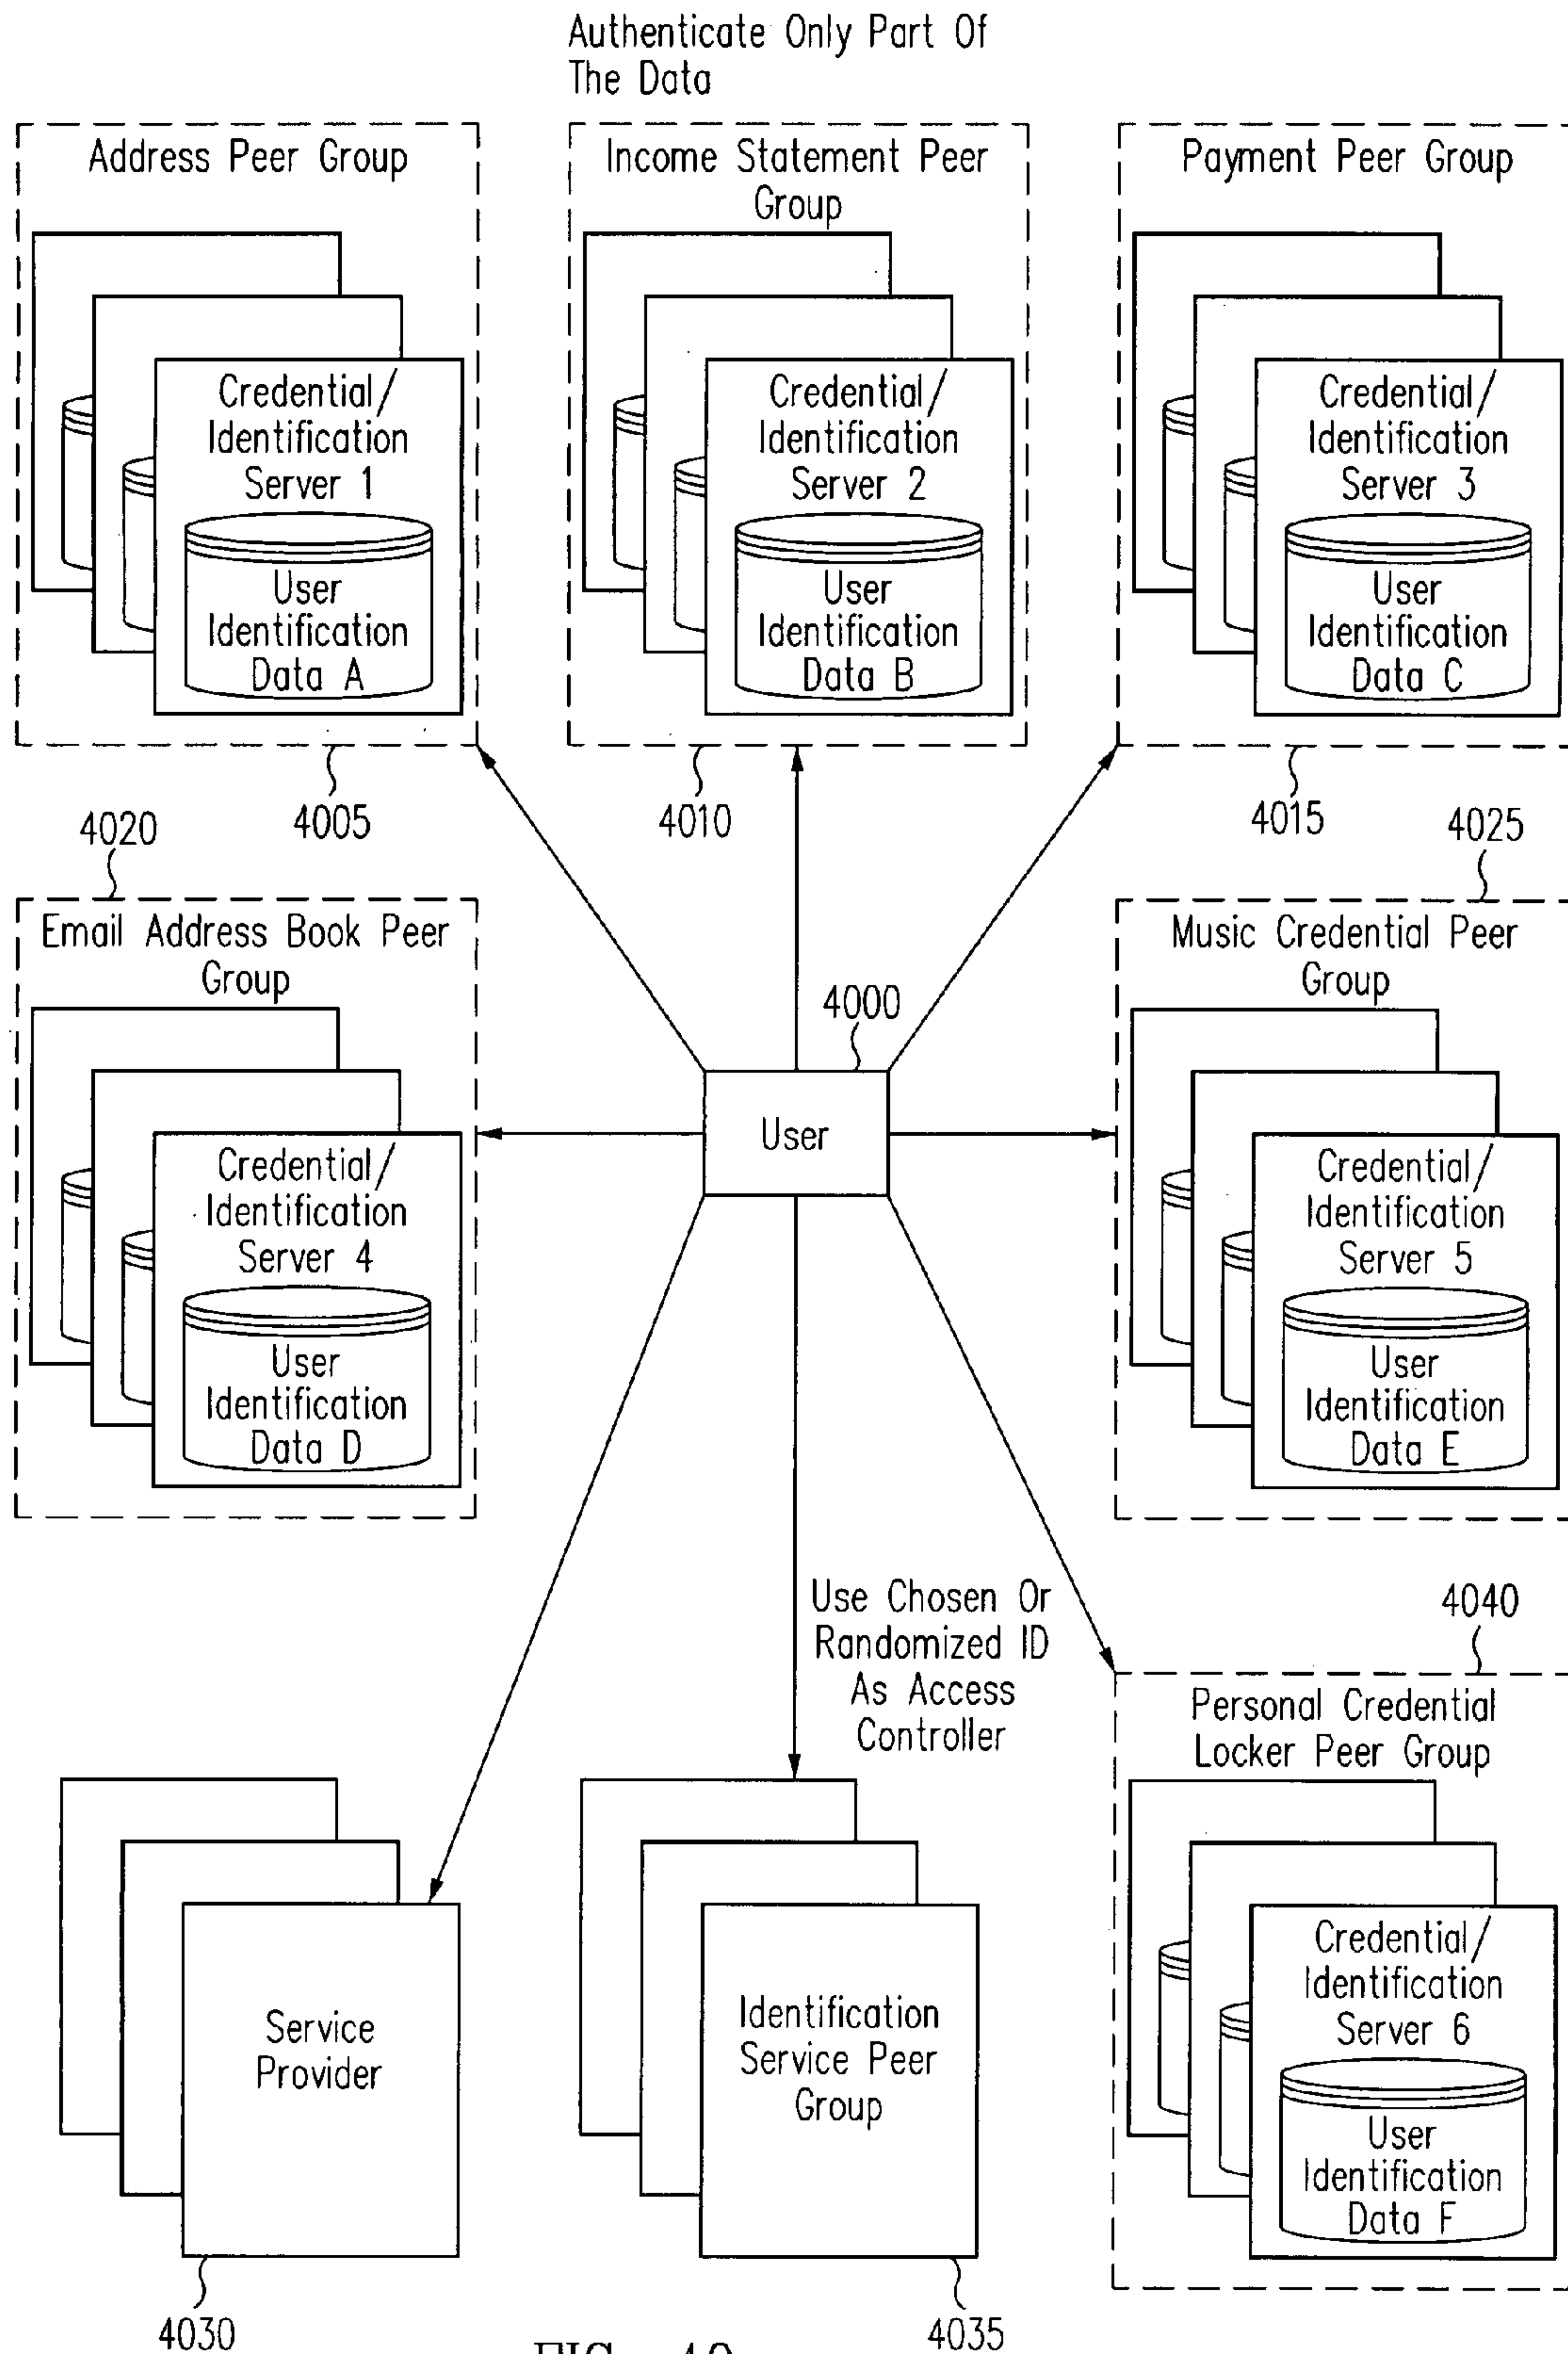 Authenticate Only Part Of
The Data
Address Peer Group
Credential/
Identification
Server 1
User
Identification
Data A
4005
Income Statement Peer
Group
Credential/
Identification
Server 2
User
Identification
Data B
4010
Payment Peer Group
Credential/
Identification
Server 3
User
Identification
Data C
4015
4020
Email Address Book Peer
Group
Credential/
Identification
Server 4
User
Identification
Data D
4000
User
4025
Music Credential Peer
Group
Credential/
Identification
Server 5
User
Identification
Data E
Use Chosen Or
Randomized ID
As Access
Controller
Service
Provider
4030
Identification
Service Peer
Group
4035
4040
Personal Credential
Locker Peer Group
Credential/
Identification
Server 6
User
Identification
Data F